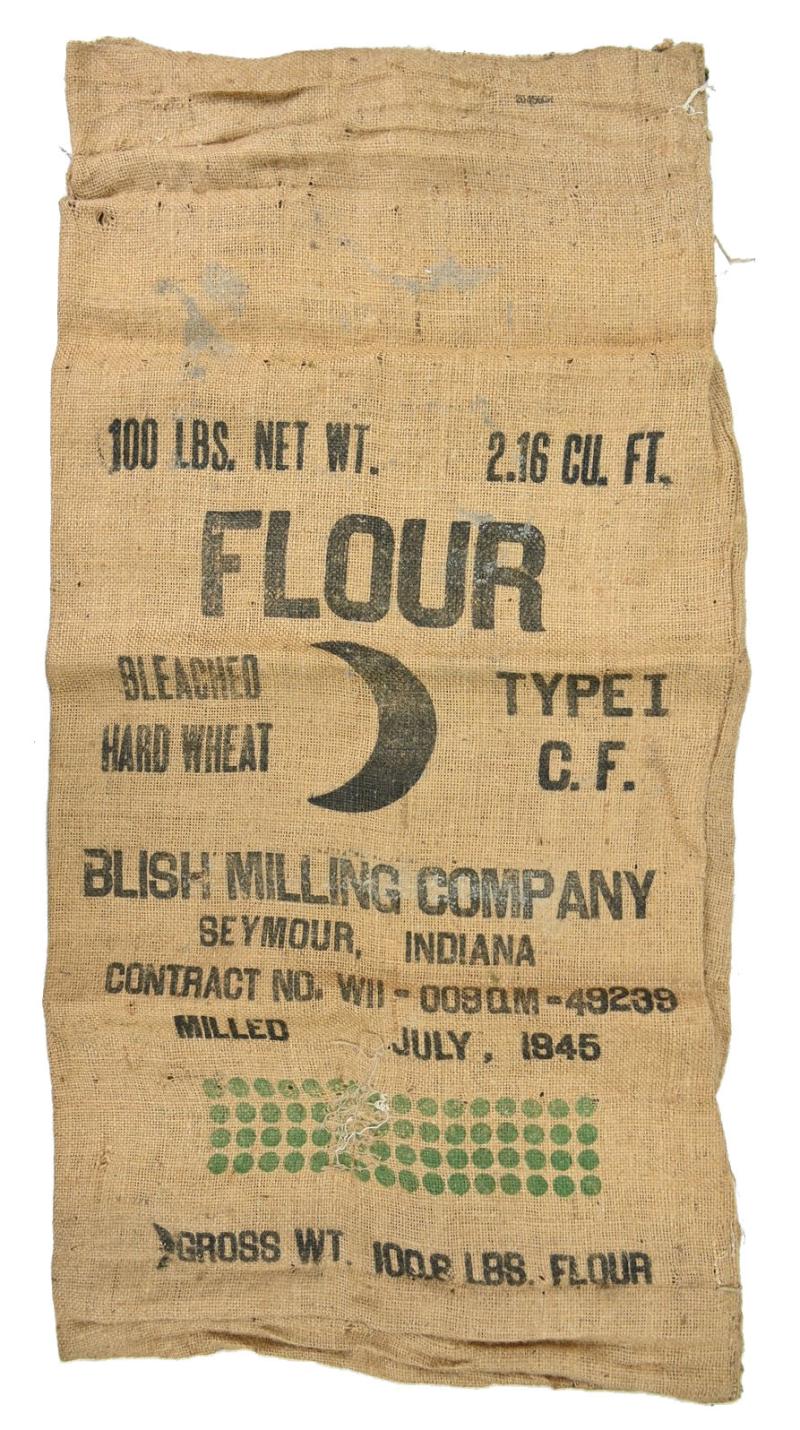 100 LBS. NET WT. 2.16 CU. FT.
FLOUR
BLEACHED TYPE I
HARD WHEAT C. F.
BLISH MILLING COMPANY
SEYMOUR, INDIANA
CONTRACT NO. W11-009QM-49239
MILLED JULY, 1945
GROSS WT. 100.8 LBS. FLOUR